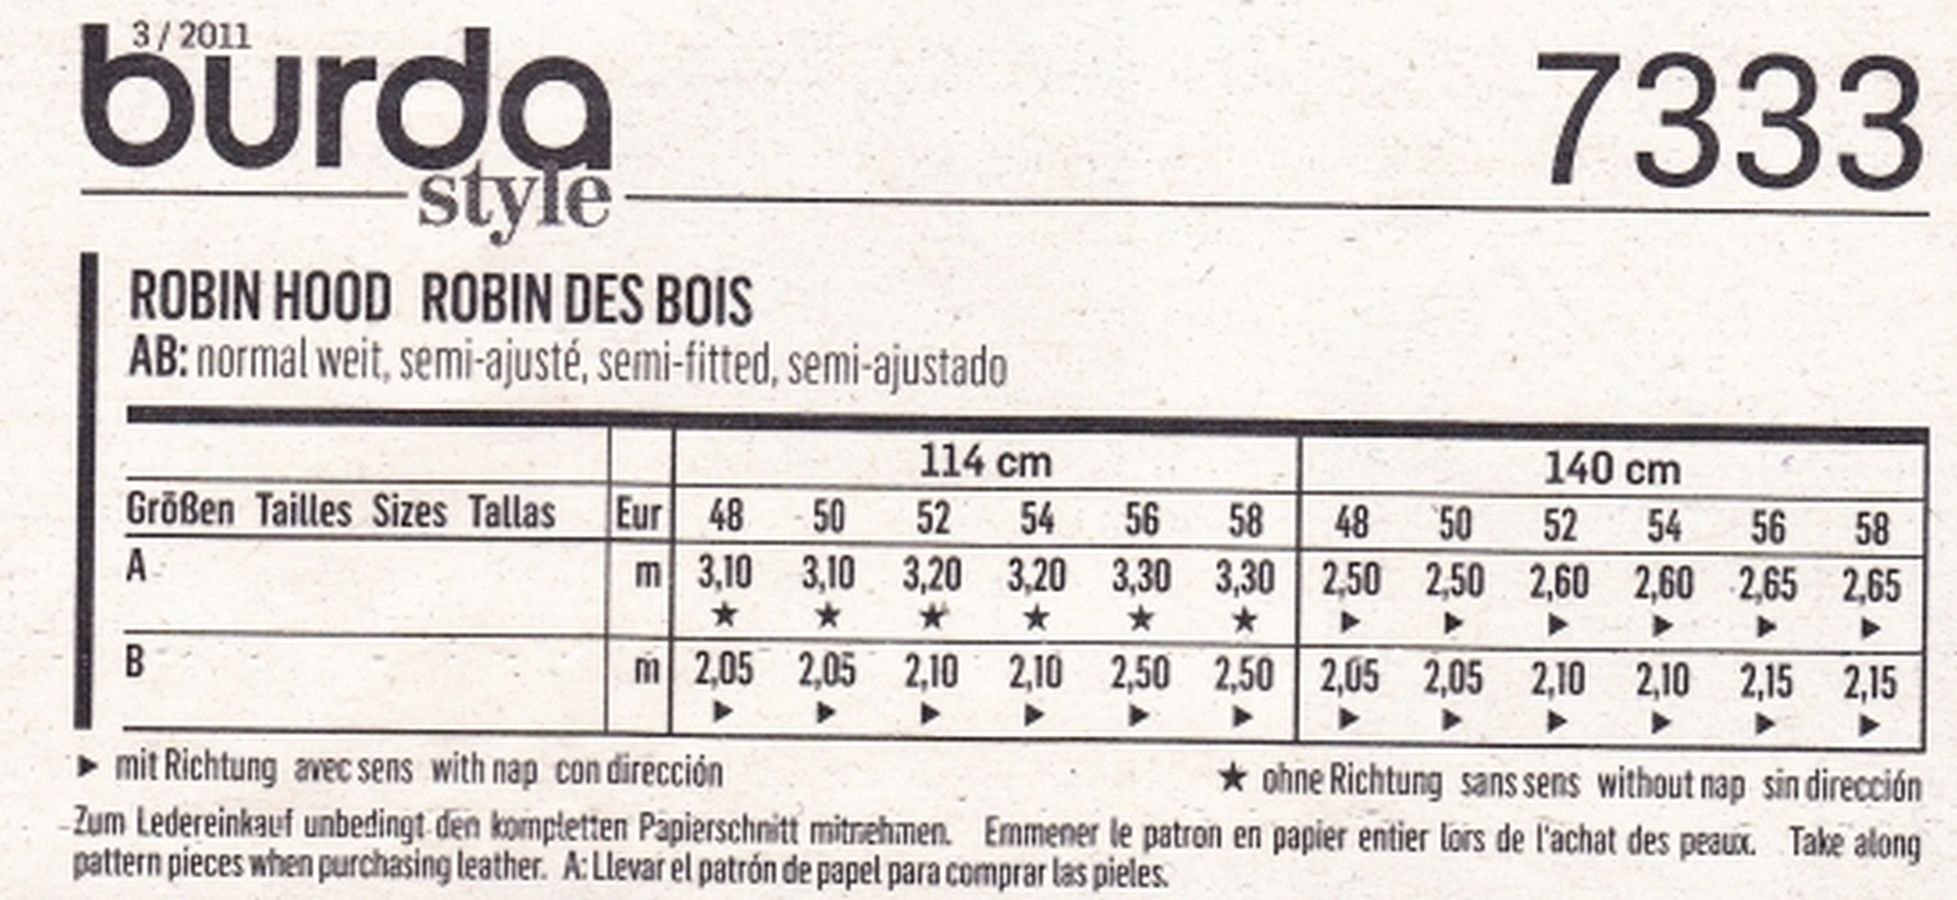 3 / 2011
burda
style
7333
ROBIN HOOD ROBIN DES BOIS
AB: normal weit, semi-ajusté, semi-fitted, semi-ajustado
114 cm 140 cm
Größen Tailles Sizes Tallas Eur 48 50 52 54 56 58 48 50 52 54 56 58
A m 3,10 3,10 3,20 3,20 3,30 3,30 2,50 2,50 2,60 2,60 2,65 2,65
★ ★ ★ ★ ★ ★ ► ► ► ► ► ►
B m 2,05 2,05 2,10 2,10 2,50 2,50 2,05 2,05 2,10 2,10 2,15 2,15
► ► ► ► ► ► ► ► ► ► ► ►
► mit Richtung avec sens with nap con dirección ★ ohne Richtung sans sens without nap sin dirección
Zum Ledereinkauf unbedingt den kompletten Papierschnitt mitnehmen. Emmener le patron en papier entier lors de l'achat des peaux. Take along
pattern pieces when purchasing leather. A: Llevar el patrón de papel para comprar las pieles.